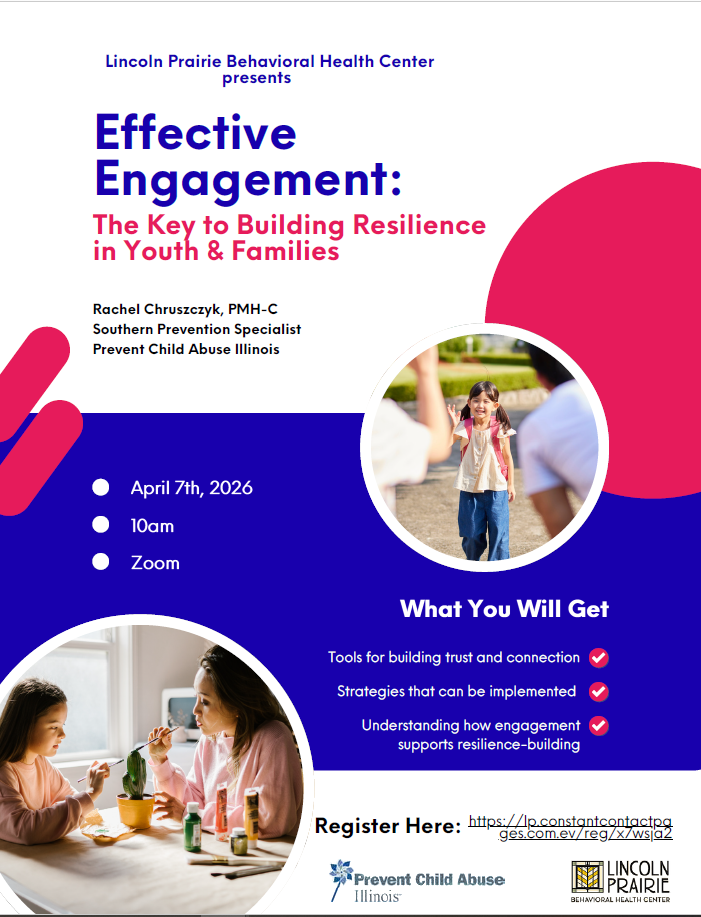 Lincoln Prairie Behavioral Health Center
presents
Effective
Engagement:
The Key to Building Resilience
in Youth & Families
Rachel Chruszczyk, PMH-C
Southern Prevention Specialist
Prevent Child Abuse Illinois
April 7th, 2026
10am
Zoom
What You Will Get
Tools for building trust and connection
Strategies that can be implemented
Understanding how engagement
supports resilience-building
Register Here: https://lp.constantcontactpa
ges.com.ev/reg/x7wsja2
Prevent Child Abuse
Illinois
LINCOLN
PRAIRIE
BEHAVIORAL HEALTH CENTER